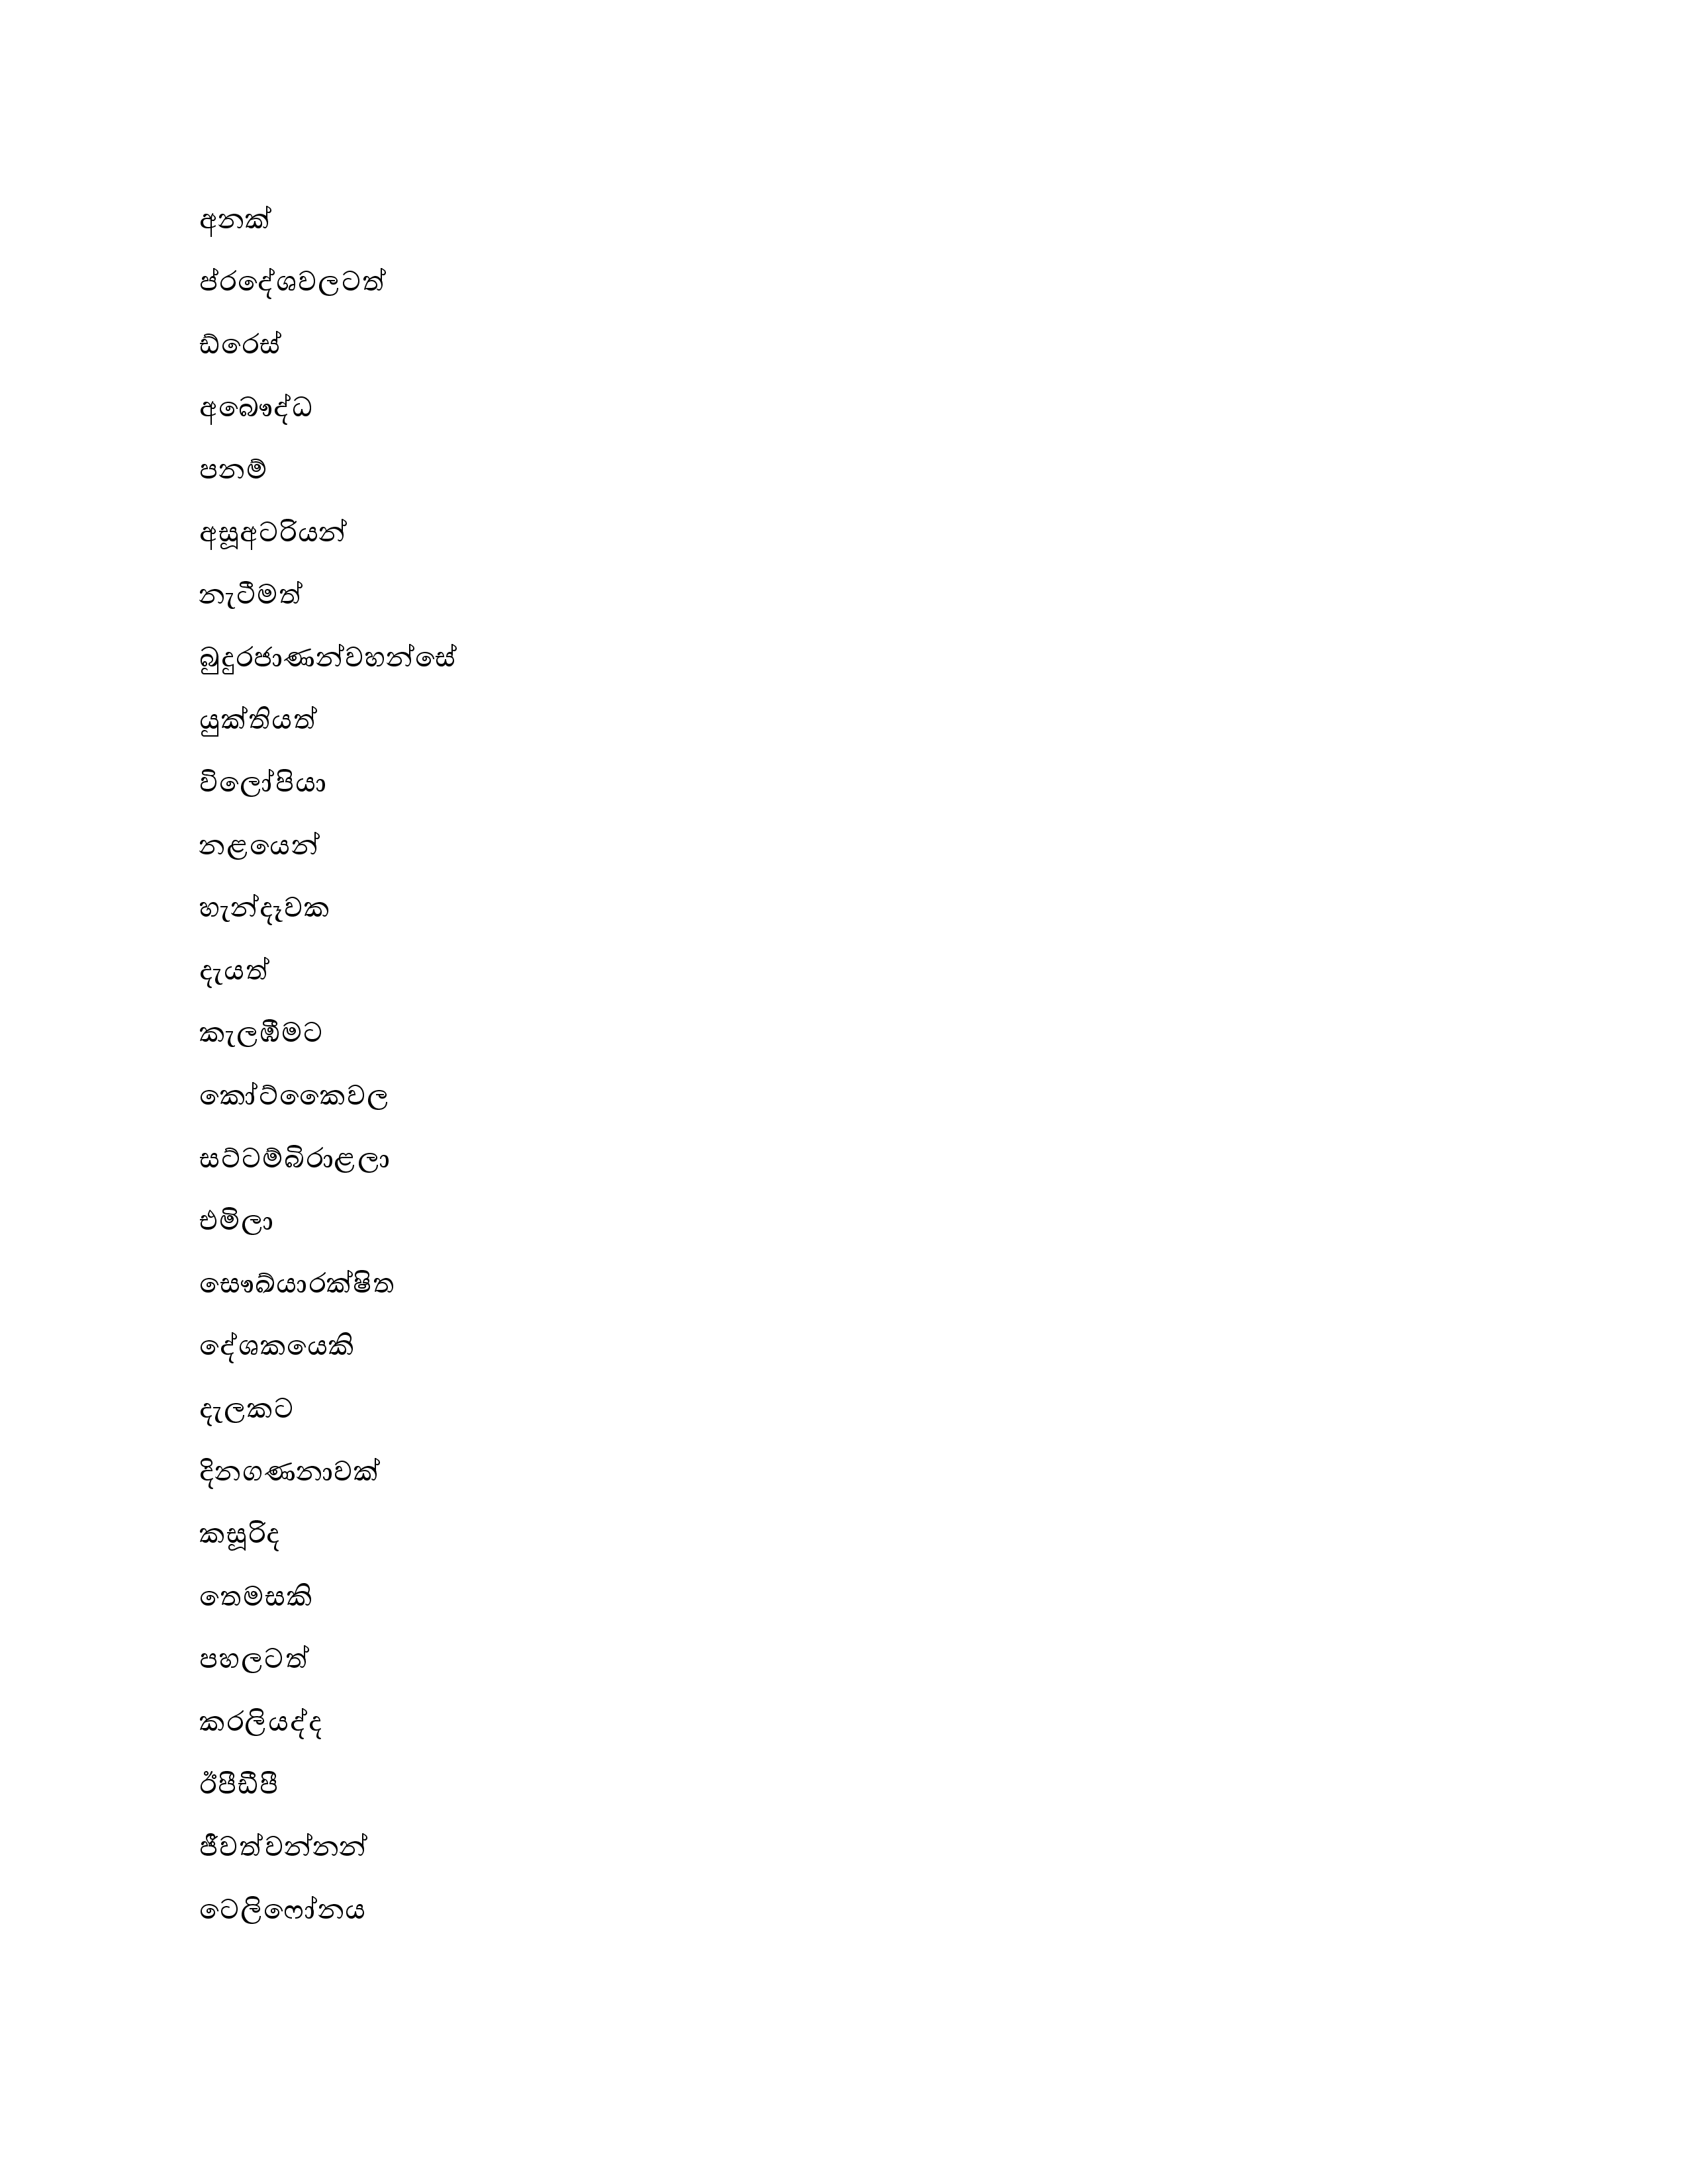 අනක්
ප්රදේශවලටත්
ඩ්රෙස්
අබෞද්ධ
පනම්
අසූඅටරියන්
නැටීමත්
බුදුරජාණන්වහන්සේ
යුක්තියත්
විලෝපියා
නළයෙන්
හැන්දෑවක
දැයත්
කැලඹීමට
කෝට්කෛවල
සට්ටම්බිරාළලා
එමිලා
සෞඛ්යාරක්ෂිත
දේශකයෙකි
දැලකට
දිනගණනාවක්
කසූරිද
තෙමසකි
පහලටත්
කරලියද්ද
ඊපීඩීපී
ජීවත්වන්නන්
ටෙලිෆෝනය